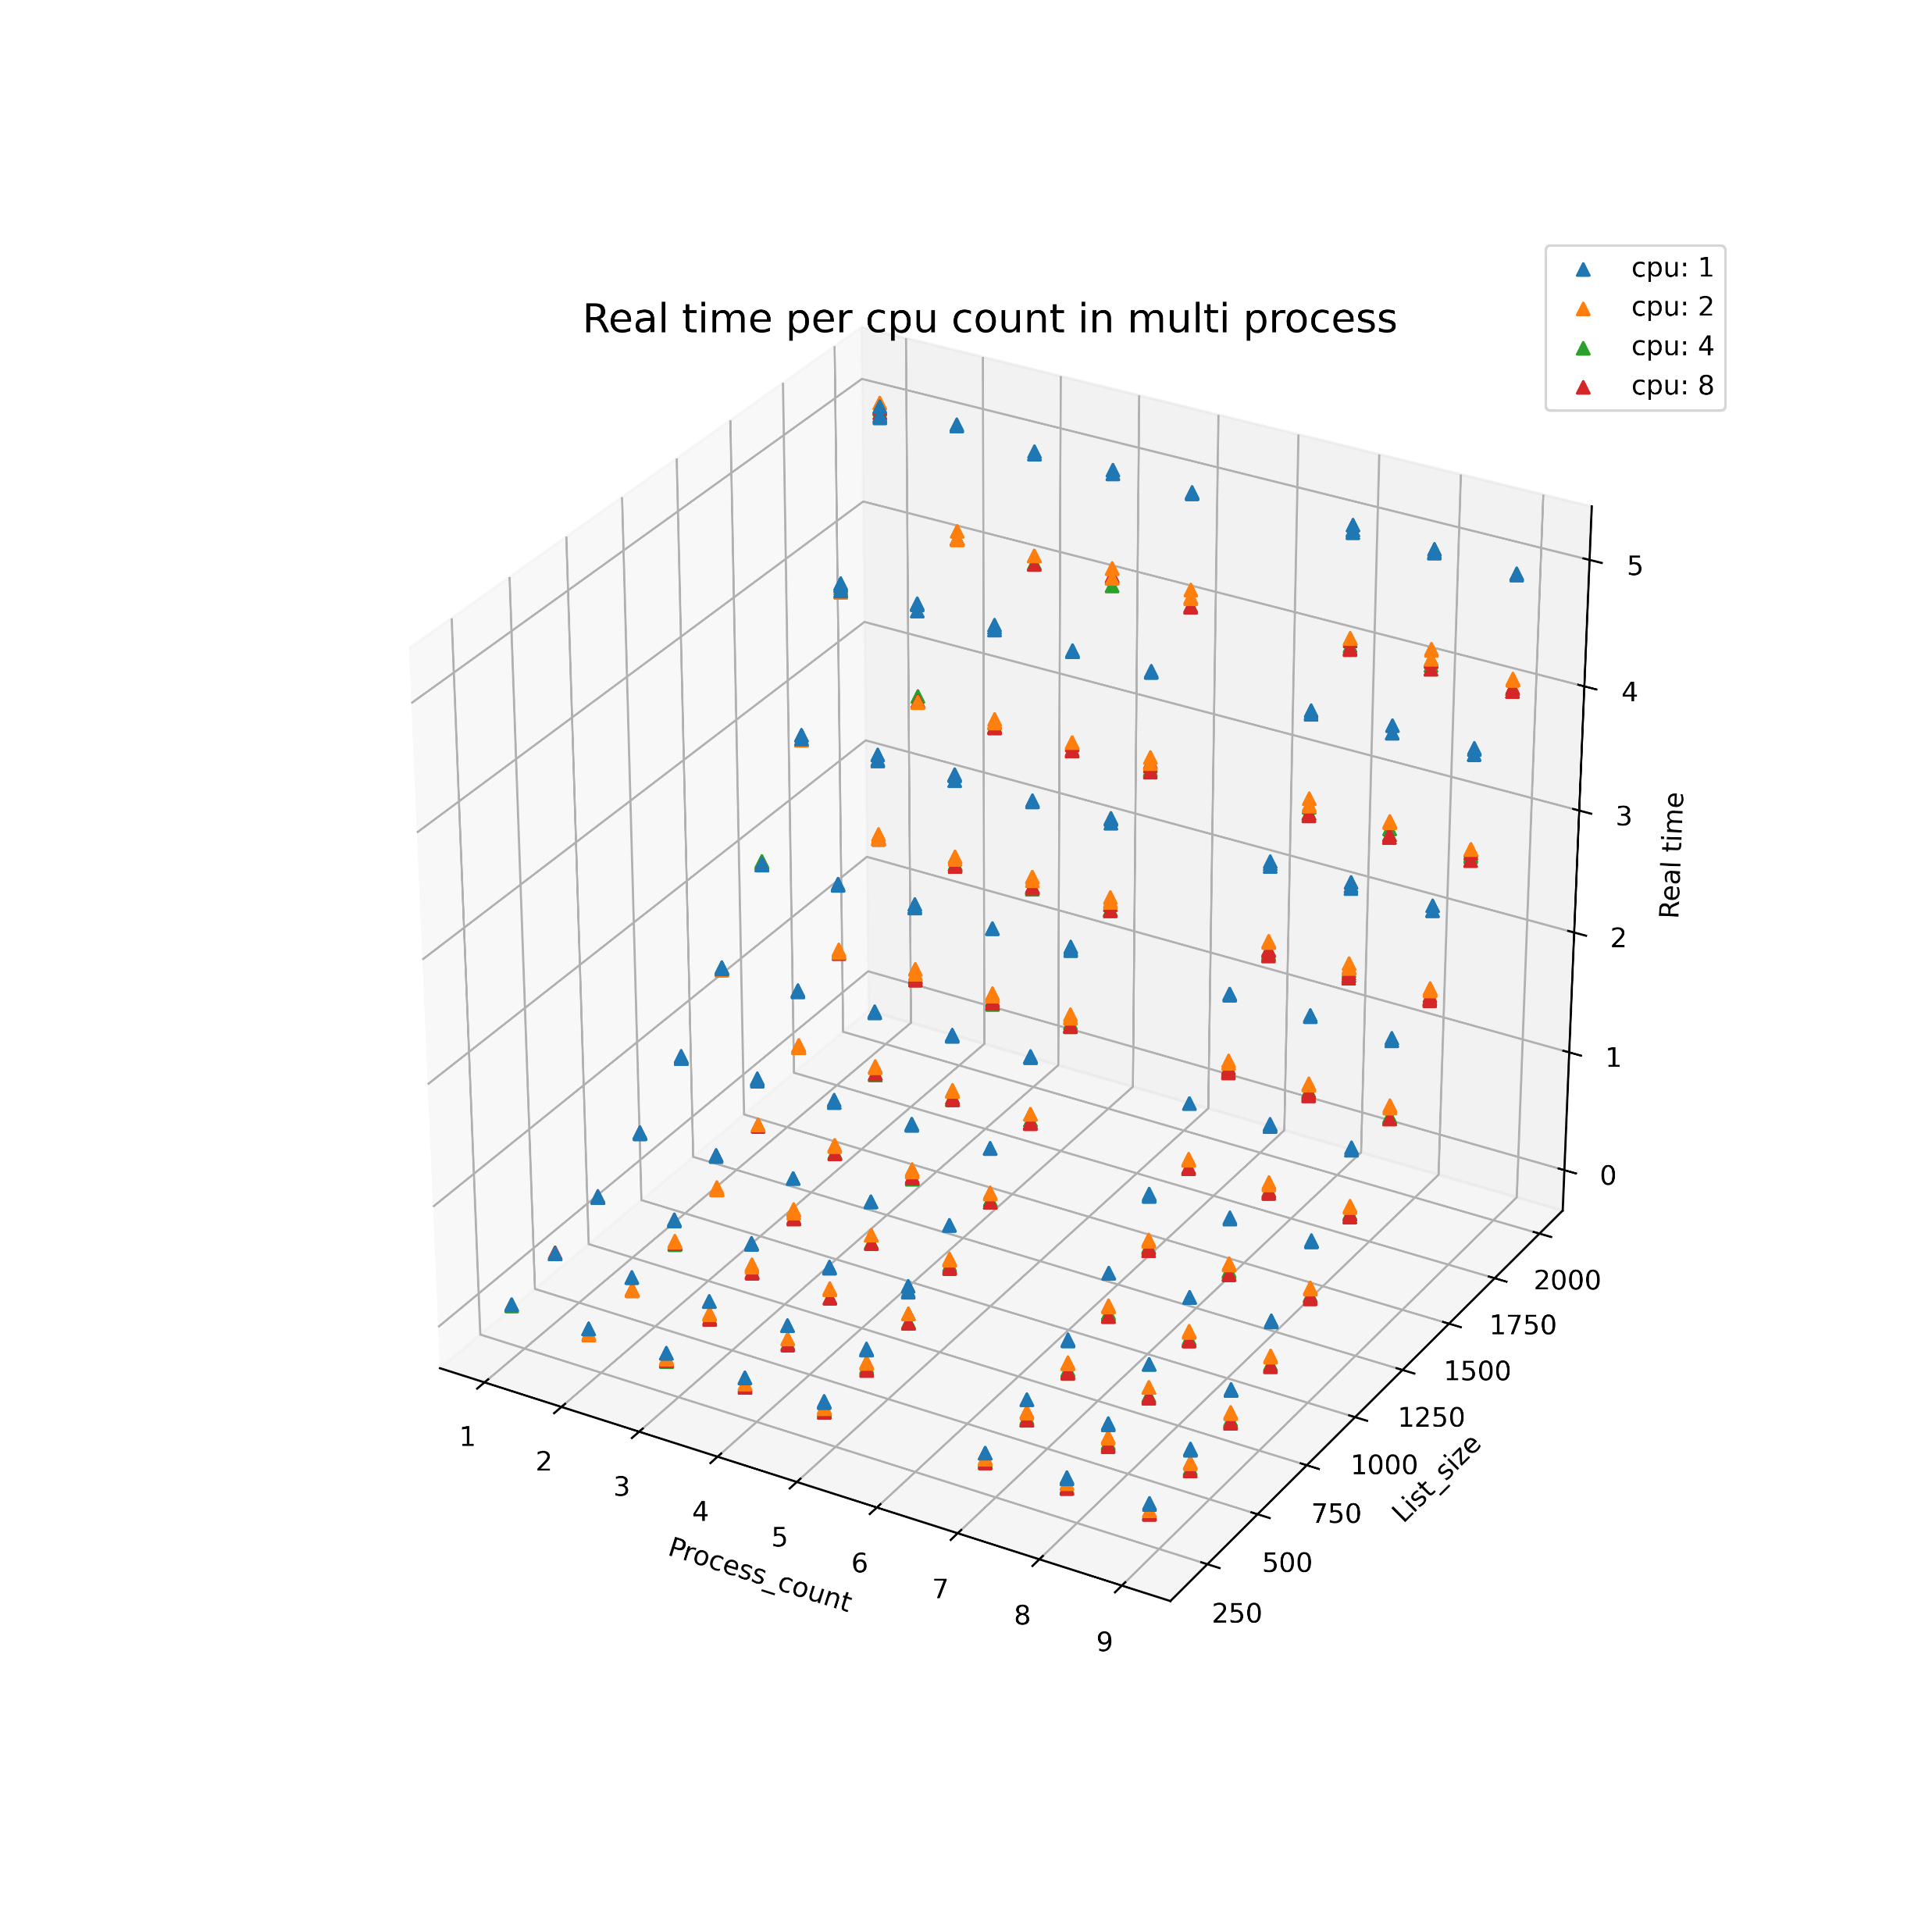 Real time per cpu count in multi process
cpu: 1
cpu: 2
cpu: 4
cpu: 8
5
4
3
2
1
0
Real time
2000
1750
1500
1250
1000
750
500
250
List_size
1
2
3
4
5
6
7
8
9
Process_count